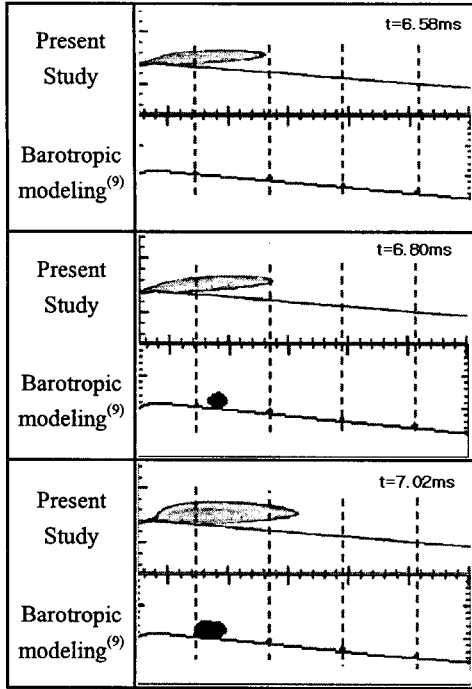 Present
Study
t=6.58ms
Barotropic
modeling(9)
Present
Study
t=6.80ms
Barotropic
modeling(9)
Present
Study
t=7.02ms
Barotropic
modeling(9)